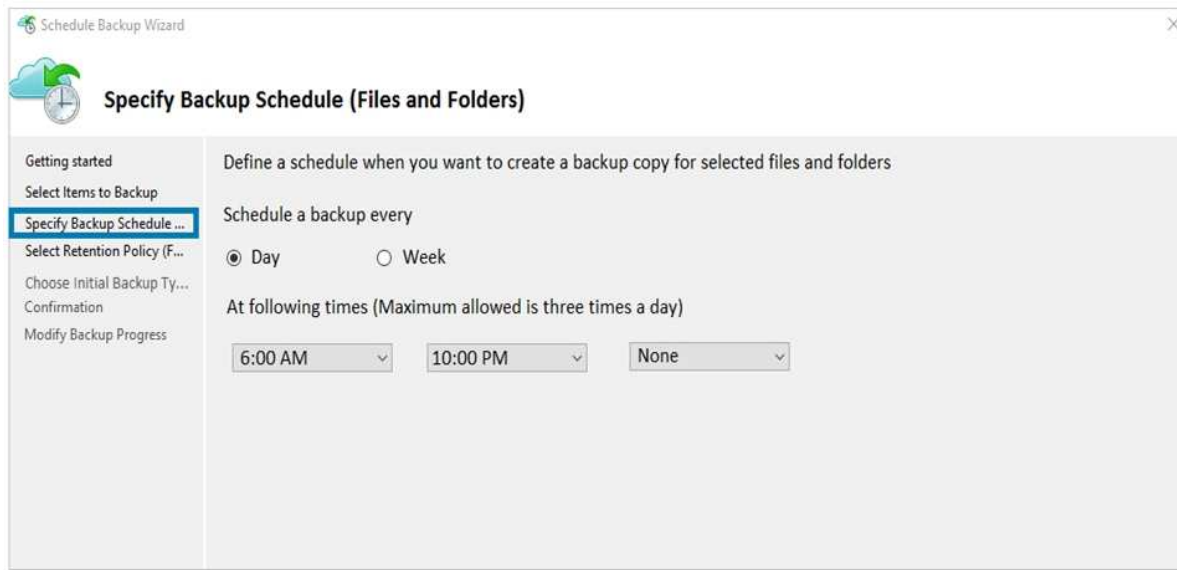 Schedule Backup Wizard
Specify Backup Schedule (Files and Folders)
Getting started
Select Items to Backup
Specify Backup Schedule ...
Select Retention Policy (F...
Choose Initial Backup Ty...
Confirmation
Modify Backup Progress
Define a schedule when you want to create a backup copy for selected files and folders
Schedule a backup every
Day Week
At following times (Maximum allowed is three times a day)
6:00 AM 10:00 PM None